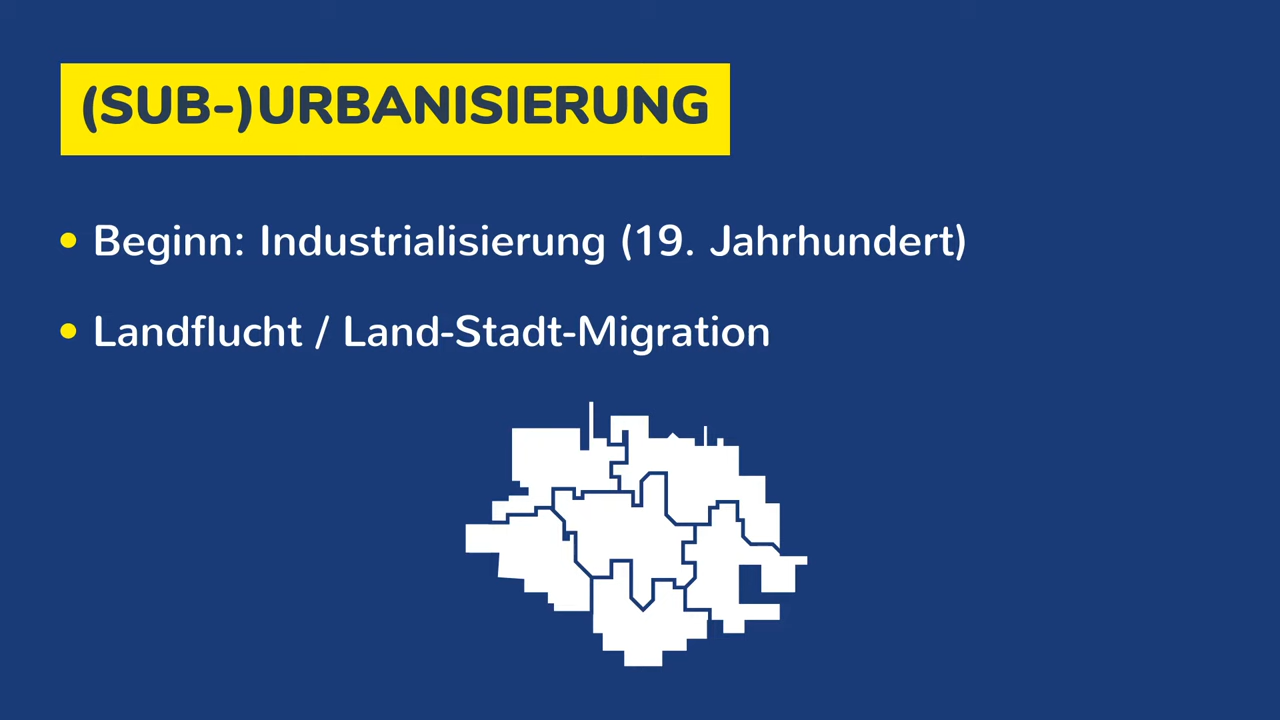 (SUB-)URBANISIERUNG
• Beginn: Industrialisierung (19. Jahrhundert)
• Landflucht / Land-Stadt-Migration